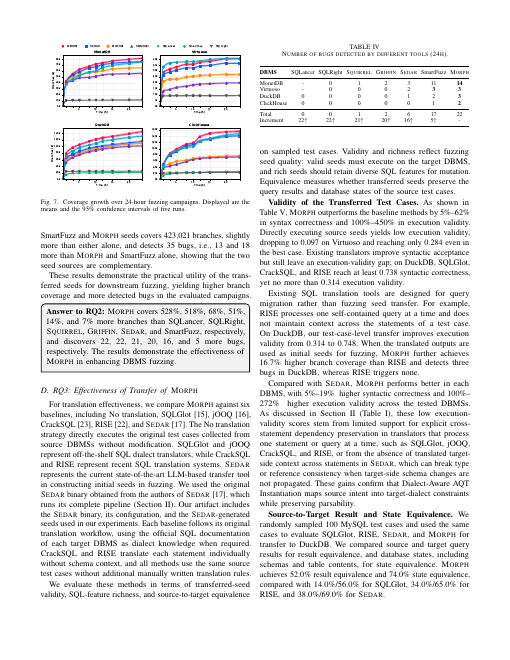 MonetDB
Virtuoso
DuckDB
ClickHouse
Fig. 7. Coverage growth over 24-hour fuzzing campaigns. Displayed are the
means and the 95% confidence intervals of five runs.
SmartFuzz and MORPH seeds covers 423,021 branches, slightly
more than either alone, and detects 35 bugs, i.e., 13 and 18
more than MORPH and SmartFuzz alone, showing that the two
seed sources are complementary.
These results demonstrate the practical utility of the trans-
ferred seeds for downstream fuzzing, yielding higher branch
coverage and more detected bugs in the evaluated campaigns.
Answer to RQ2: MORPH covers 528%, 518%, 68%, 51%,
14%, and 7% more branches than SQLancer, SQLRight,
SQUIRREL, GRIFFIN, SEDAR, and SmartFuzz, respectively,
and discovers 22, 22, 21, 20, 16, and 5 more bugs,
respectively. The results demonstrate the effectiveness of
MORPH in enhancing DBMS fuzzing.
D. RQ3: Effectiveness of Transfer of MORPH
For translation effectiveness, we compare MORPH against six
baselines, including No translation, SQLGlot [15], jOOQ [16],
CrackSQL [23], RISE [22], and SEDAR [17]. The No translation
strategy directly executes the original test cases collected from
source DBMSs without modification. SQLGlot and jOOQ
represent off-the-shelf SQL dialect translators, while CrackSQL
and RISE represent recent SQL translation systems. SEDAR
represents the current state-of-the-art LLM-based transfer tool
in constructing initial seeds in fuzzing. We used the original
SEDAR binary obtained from the authors of SEDAR [17], which
runs its complete pipeline (Section II). Our artifact includes
the SEDAR binary, its configuration, and the SEDAR-generated
seeds used in our experiments. Each baseline follows its original
translation workflow, using the official SQL documentation
of each target DBMS as dialect knowledge when required.
CrackSQL and RISE translate each statement individually
without schema context, and all methods use the same source
test cases without additional manually written translation rules.
We evaluate these methods in terms of transferred-seed
validity, SQL-feature richness, and source-to-target equivalence
TABLE IV
NUMBER OF BUGS DETECTED BY DIFFERENT TOOLS (24H).
DBMS SQLancer SQLRight SQUIRREL GRIFFIN SEDAR SmartFuzz MORPH
MonetDB - 0 1 2 3 11 14
Virtuoso - 0 0 0 2 3 3
DuckDB 0 0 0 0 1 2 3
ClickHouse 0 0 0 0 0 1 2
Total 0 0 1 2 6 17 22
Increment 22↑ 22↑ 21↑ 20↑ 16↑ 5↑ -
on sampled test cases. Validity and richness reflect fuzzing
seed quality: valid seeds must execute on the target DBMS,
and rich seeds should retain diverse SQL features for mutation.
Equivalence measures whether transferred seeds preserve the
query results and database states of the source test cases.
Validity of the Transferred Test Cases. As shown in
Table V, MORPH outperforms the baseline methods by 5%–62%
in syntax correctness and 100%–450% in execution validity.
Directly executing source seeds yields low execution validity,
dropping to 0.097 on Virtuoso and reaching only 0.284 even in
the best case. Existing translators improve syntactic acceptance
but still leave an execution-validity gap; on DuckDB, SQLGlot,
CrackSQL, and RISE reach at least 0.738 syntactic correctness,
yet no more than 0.314 execution validity.
Existing SQL translation tools are designed for query
migration rather than fuzzing seed transfer. For example,
RISE processes one self-contained query at a time and does
not maintain context across the statements of a test case.
On DuckDB, our test-case-level transfer improves execution
validity from 0.314 to 0.748. When the translated outputs are
used as initial seeds for fuzzing, MORPH further achieves
16.7% higher branch coverage than RISE and detects three
bugs in DuckDB, whereas RISE triggers none.
Compared with SEDAR, MORPH performs better in each
DBMS, with 5%–19% higher syntactic correctness and 100%–
272% higher execution validity across the tested DBMSs.
As discussed in Section II (Table I), these low execution-
validity scores stem from limited support for explicit cross-
statement dependency preservation in translators that process
one statement or query at a time, such as SQLGlot, jOOQ,
CrackSQL, and RISE, or from the absence of translated target-
side context across statements in SEDAR, which can break type
or reference consistency when target-side schema changes are
not propagated. These gains confirm that Dialect-Aware AQT
Instantiation maps source intent into target-dialect constraints
while preserving parsability.
Source-to-Target Result and State Equivalence. We
randomly sampled 100 MySQL test cases and used the same
cases to evaluate SQLGlot, RISE, SEDAR, and MORPH for
transfer to DuckDB. We compared source and target query
results for result equivalence, and database states, including
schemas and table contents, for state equivalence. MORPH
achieves 52.0% result equivalence and 74.0% state equivalence,
compared with 14.0%/56.0% for SQLGlot, 34.0%/65.0% for
RISE, and 38.0%/69.0% for SEDAR.